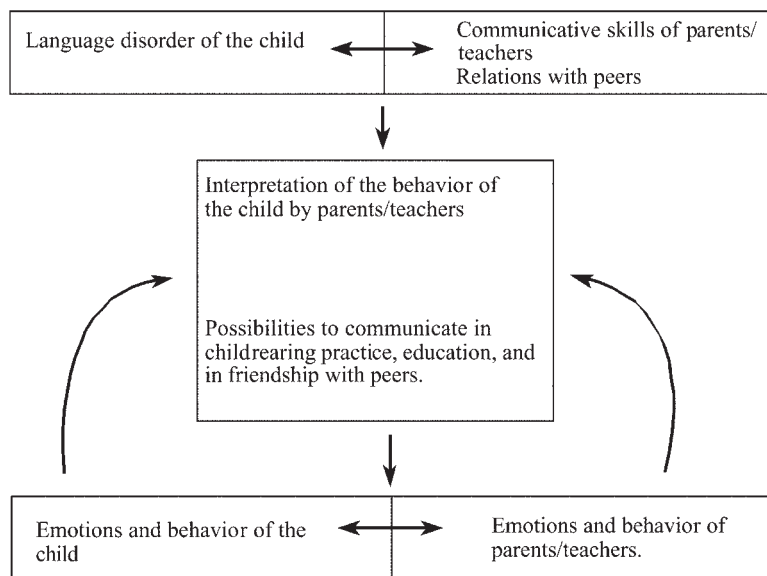 Language disorder of the child
Communicative skills of parents/
teachers
Relations with peers
Interpretation of the behavior of
the child by parents/teachers
Possibilities to communicate in
childrearing practice, education, and
in friendship with peers.
Emotions and behavior of the
child
Emotions and behavior of
parents/teachers.